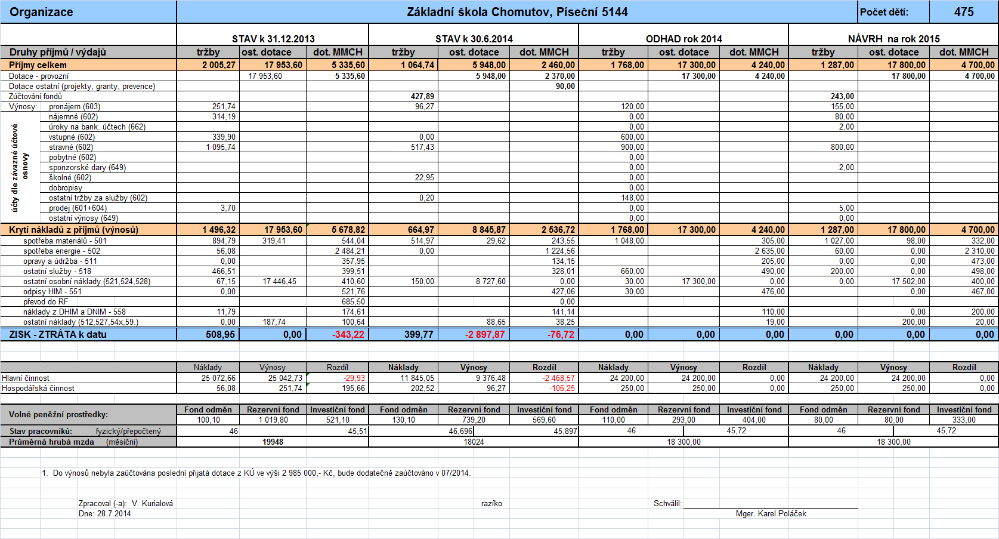 Organizace Základní škola Chomutov, Píseční 5144 Počet dětí: 475
STAV k 31.12.2013 STAV k 30.6.2014 ODHAD rok 2014 NÁVRH na rok 2015
Druhy příjmů / výdajů tržby ost. dotace dot. MMCH tržby ost. dotace dot. MMCH tržby ost. dotace dot. MMCH tržby ost. dotace dot. MMCH
Příjmy celkem 2 005,27 17 953,60 5 335,60 1 064,74 5 948,00 2 460,00 1 768,00 17 300,00 4 240,00 1 287,00 17 800,00 4 700,00
Dotace - provozní 17 953,60 5 335,60 5 948,00 2 370,00 17 300,00 4 240,00 17 800,00 4 700,00
Dotace ostatní (projekty, granty, prevence) 90,00
Zúčtování fondů 427,89 243,00
Výnosy: pronájem (603) 251,74 96,27 120,00 155,00
účty dle závazné účtové osnovy
nájemné (602) 314,19 0,00 80,00
úroky na bank. účtech (662) 0,00 2,00
vstupné (602) 339,90 0,00 600,00
stravné (602) 1 095,74 517,43 900,00 800,00
pobytné (602) 0,00
sponzorské dary (649) 0,00 2,00
školné (602) 22,95 0,00
dobropisy 0,00
ostatní tržby za služby (602) 0,20 148,00
prodej (601+604) 3,70 0,00 5,00
ostatní výnosy (649) 0,00 0,00
Krytí nákladů z příjmů (výnosů) 1 496,32 17 953,60 5 678,82 664,97 8 845,87 2 536,72 1 768,00 17 300,00 4 240,00 1 287,00 17 800,00 4 700,00
spotřeba materiálů - 501 894,79 319,41 544,04 514,97 29,62 243,55 1 048,00 305,00 1 027,00 98,00 332,00
spotřeba energie - 502 56,08 2 484,21 0,00 1 224,56 2 635,00 60,00 0,00 2 310,00
opravy a údržba - 511 0,00 357,95 134,15 205,00 0,00 0,00 473,00
ostatní služby - 518 466,51 399,51 328,01 660,00 490,00 200,00 0,00 498,00
ostatní osobní náklady (521,524,528) 67,15 17 446,45 410,60 150,00 8 727,60 0,00 30,00 17 300,00 0,00 0,00 17 502,00 400,00
odpisy HIM - 551 0,00 521,76 427,06 30,00 476,00 0,00 467,00
převod do RF 685,50 0,00
náklady z DHIM a DNIM - 558 11,79 174,61 141,14 110,00 0,00 200,00
ostatní náklady (512,527,54x,59.) 0,00 187,74 100,64 88,65 38,25 19,00 200,00 20,00
ZISK - ZTRÁTA k datu 508,95 0,00 -343,22 399,77 -2 897,87 -76,72 0,00 0,00 0,00 0,00 0,00 0,00
Náklady Výnosy Rozdíl Náklady Výnosy Rozdíl Náklady Výnosy Rozdíl Náklady Výnosy Rozdíl
Hlavní činnost 25 072,66 25 042,73 -29,93 11 845,05 9 376,48 -2 468,57 24 200,00 24 200,00 0,00 24 200,00 24 200,00 0,00
Hospodářská činnost 56,08 251,74 195,66 202,52 96,27 -106,25 250,00 250,00 0,00 250,00 250,00 0,00
Volné peněžní prostředky: Fond odměn Rezervní fond Investiční fond Fond odměn Rezervní fond Investiční fond Fond odměn Rezervní fond Investiční fond Fond odměn Rezervní fond Investiční fond
100,10 1 019,80 521,10 130,10 739,20 569,60 110,00 293,00 404,00 80,00 80,00 333,00
Stav pracovníků: fyzický/přepočtený 46 45,51 46,696 45,897 46 45,72 46 45,72
Průměrná hrubá mzda (měsíční) 19948 18024 18 300,00 18 300,00
1. Do výnosů nebyla zaúčtována poslední přijatá dotace z KÚ ve výši 2 985 000,- Kč, bude dodatečně zaúčtováno v 07/2014.
Zpracoval (-a): V. Kurialová razíko Schválil:
Dne: 28.7.2014 Mger. Karel Poláček